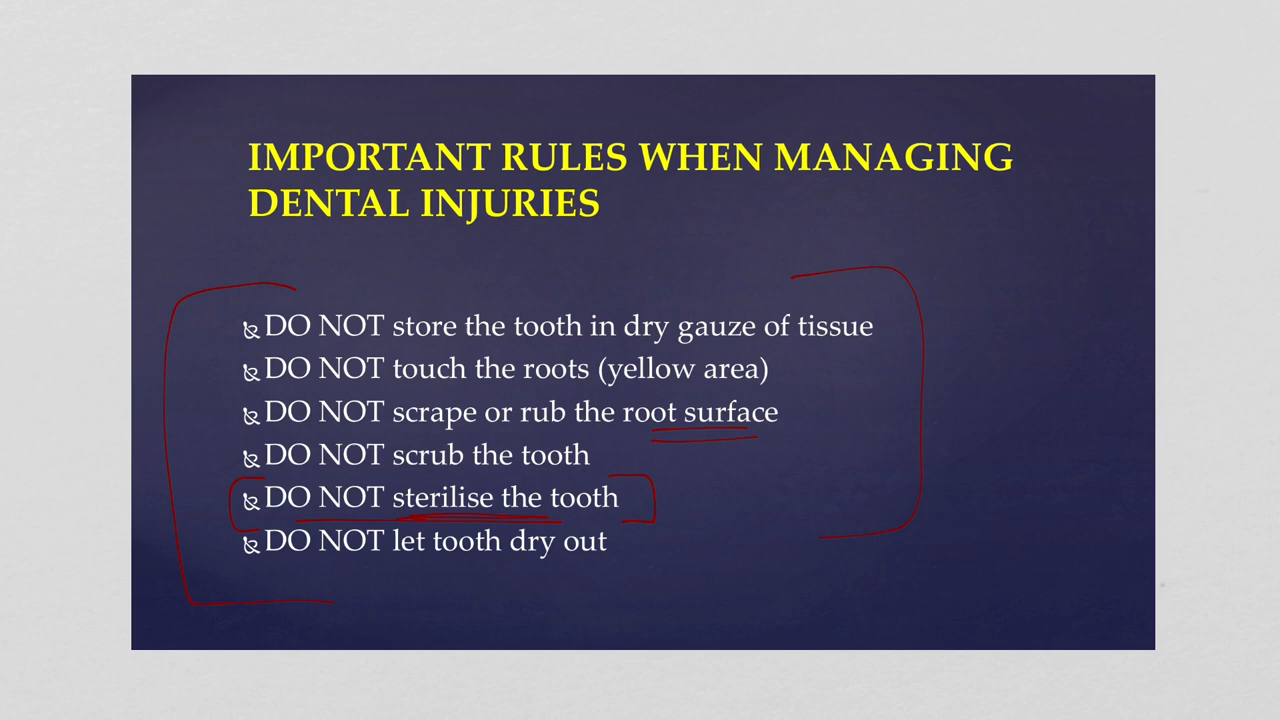 IMPORTANT RULES WHEN MANAGING
DENTAL INJURIES
DO NOT store the tooth in dry gauze of tissue
DO NOT touch the roots (yellow area)
DO NOT scrape or rub the root surface
DO NOT scrub the tooth
DO NOT sterilise the tooth
DO NOT let tooth dry out